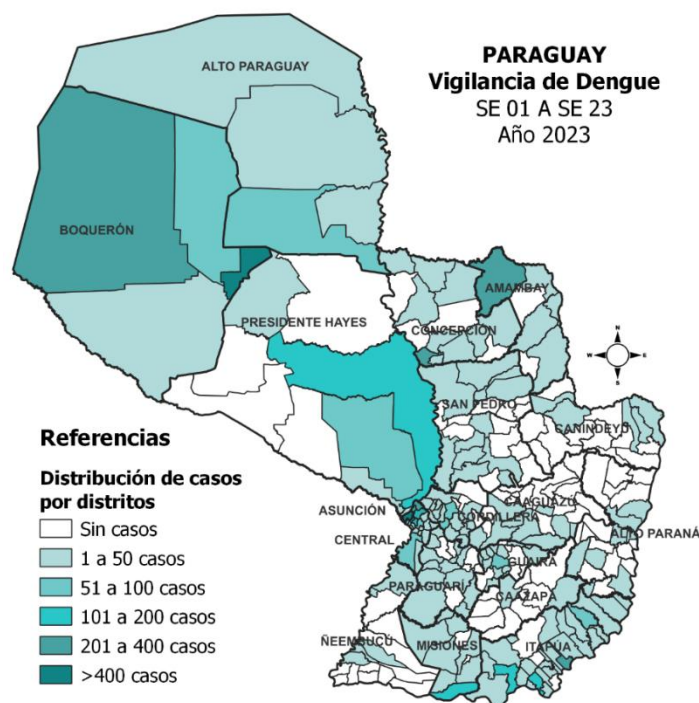 PARAGUAY
Vigilancia de Dengue
SE 01 A SE 23
Año 2023
ALTO PARAGUAY
BOQUERÓN
AMAMBAY
PRESIDENTE HAYES
CONCEPCIÓN
N
W
E
S
SAN PEDRO
CANINDEYÚ
Referencias
Distribución de casos
por distritos
Sin casos
1 a 50 casos
51 a 100 casos
101 a 200 casos
201 a 400 casos
>400 casos
ASUNCIÓN
CENTRAL
CAAGUAZÚ
CORDILLERA
ALTO PARANÁ
GUAIRA
PARAGUARÍ
CAAZAPA
ÑEEMBUCÚ
MISIONES
ITAPÚA